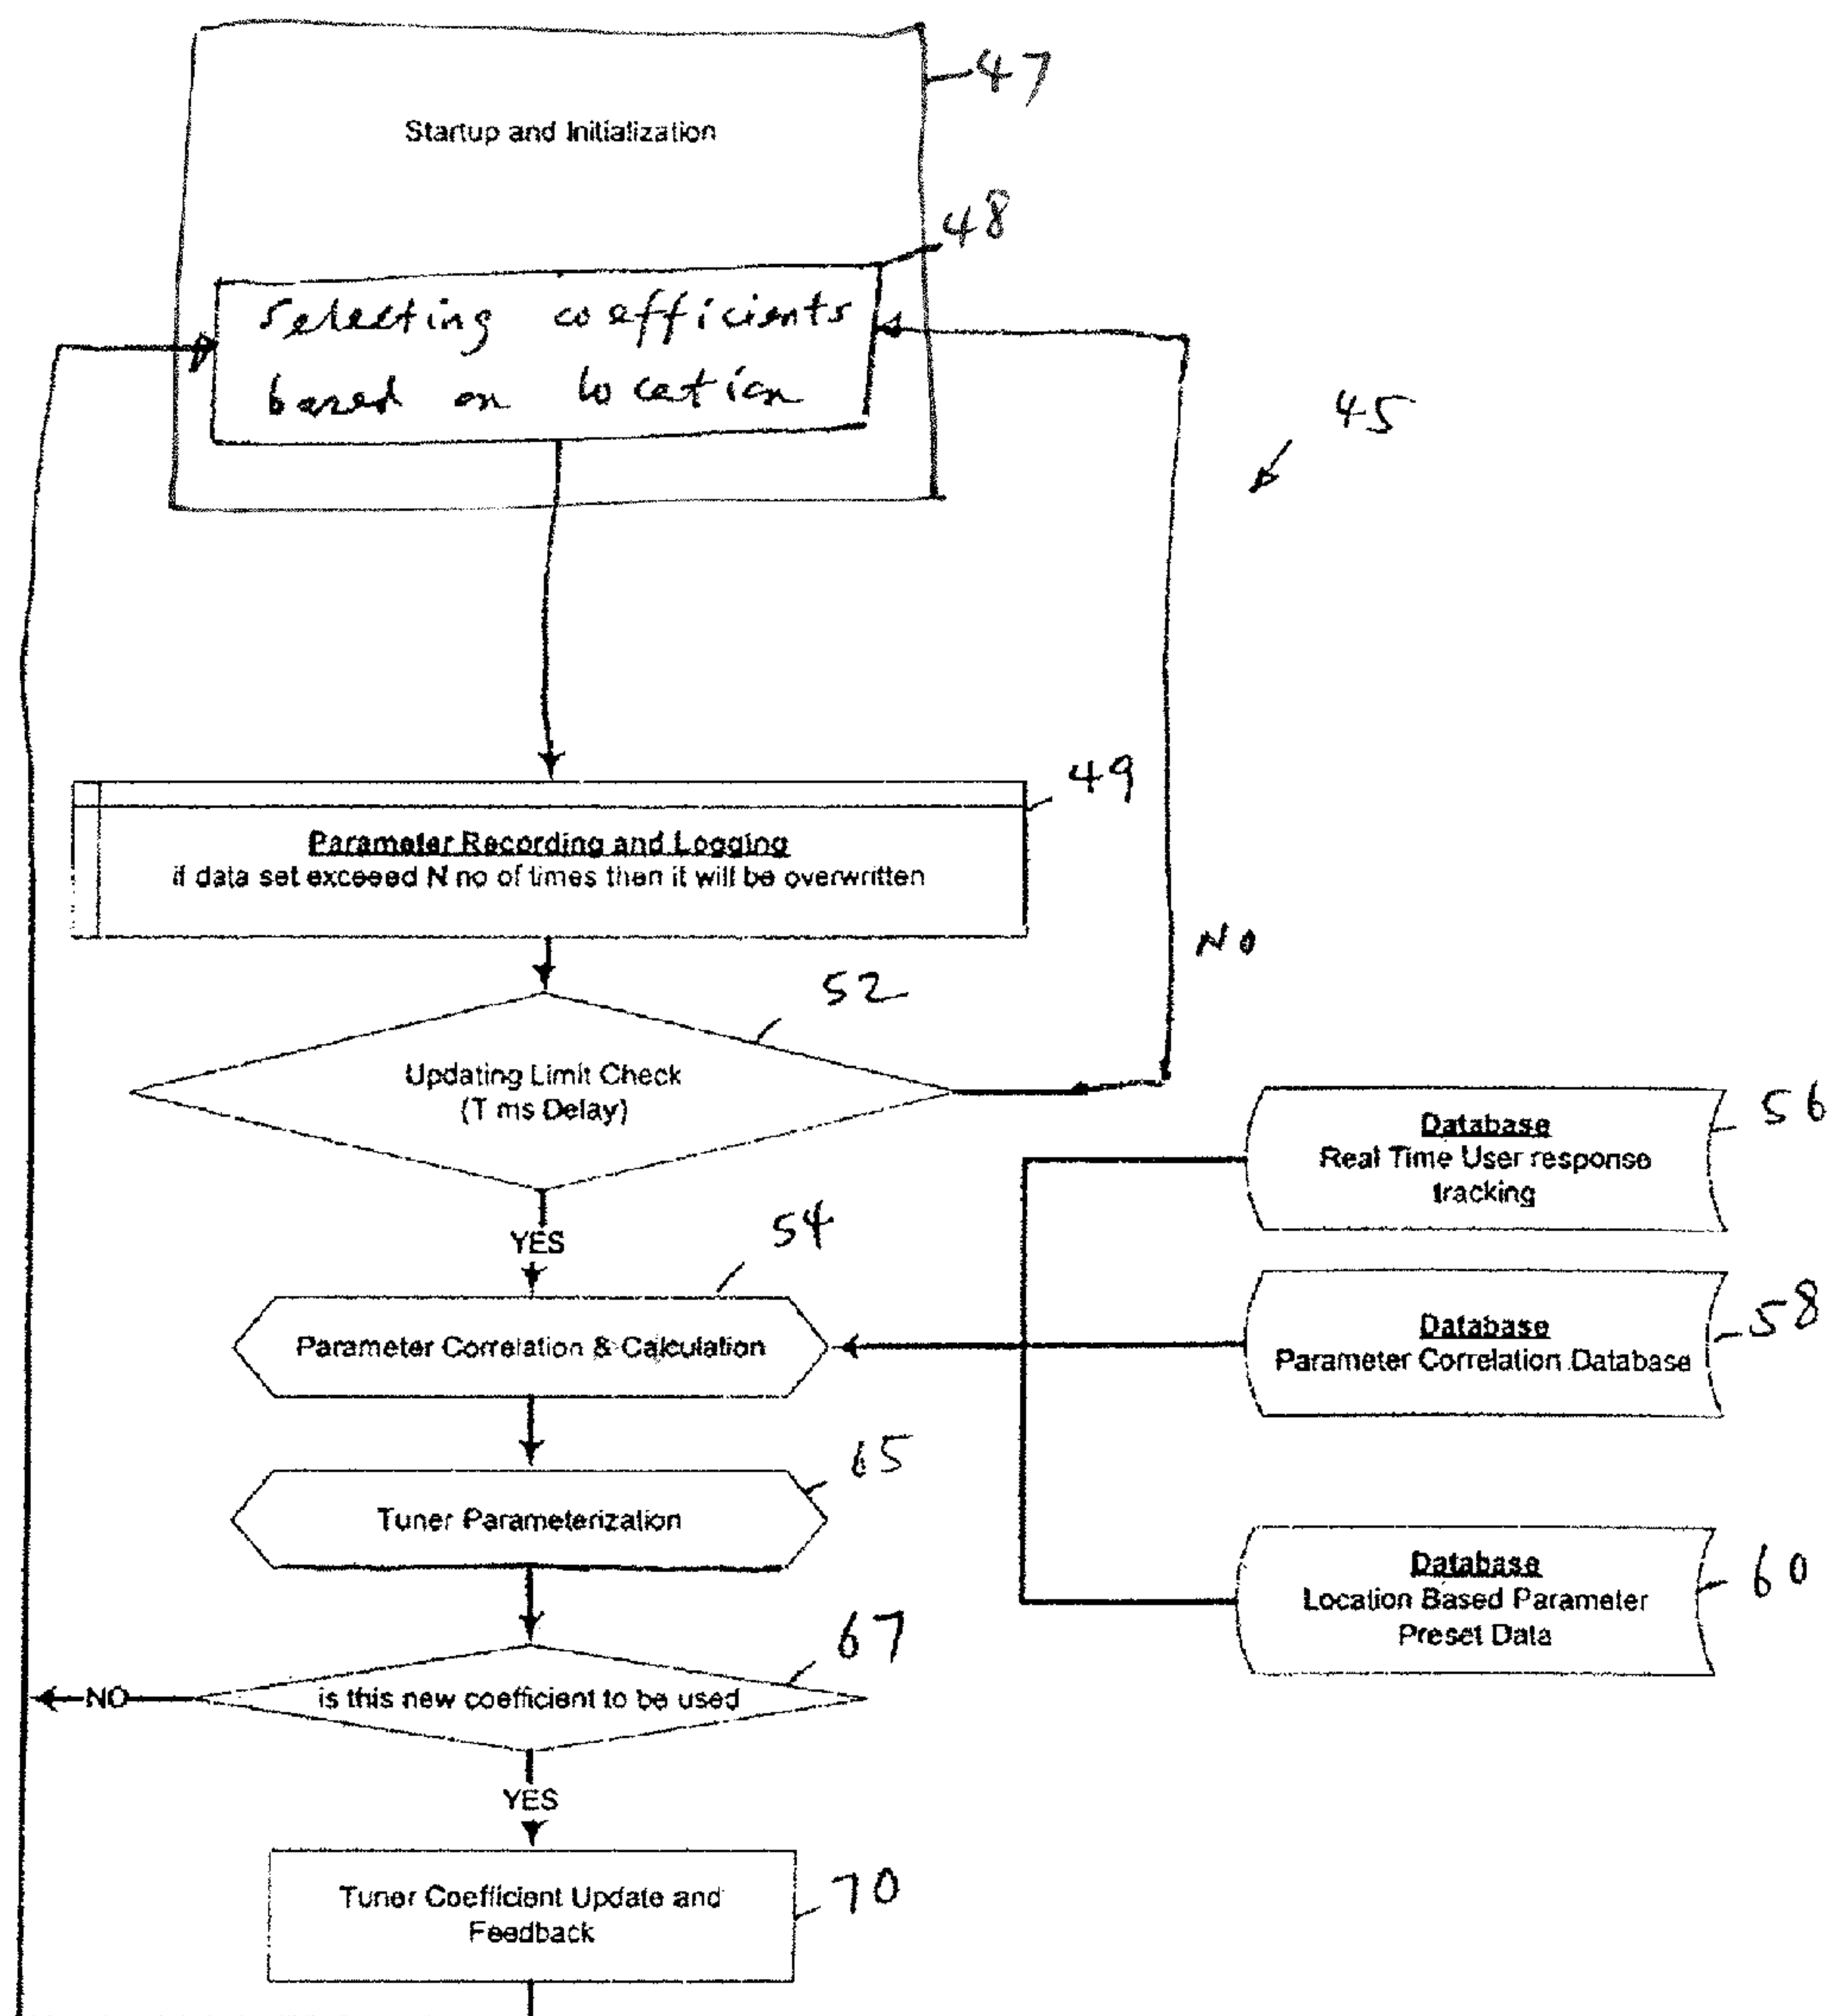 47
Startup and Initialization
48
Selecting coefficients
based on location
45
49
Parameter Recording and Logging
if data set exceed N no of times then it will be overwritten
NO
52
Updating Limit Check
(T ms Delay)
56
Database
Real Time User response
tracking
YES
54
Parameter Correlation & Calculation
58
Database
Parameter Correlation Database
65
Tuner Parameterization
60
Database
Location Based Parameter
Preset Data
67
NO
is this new coefficient to be used
YES
70
Tuner Coefficient Update and
Feedback